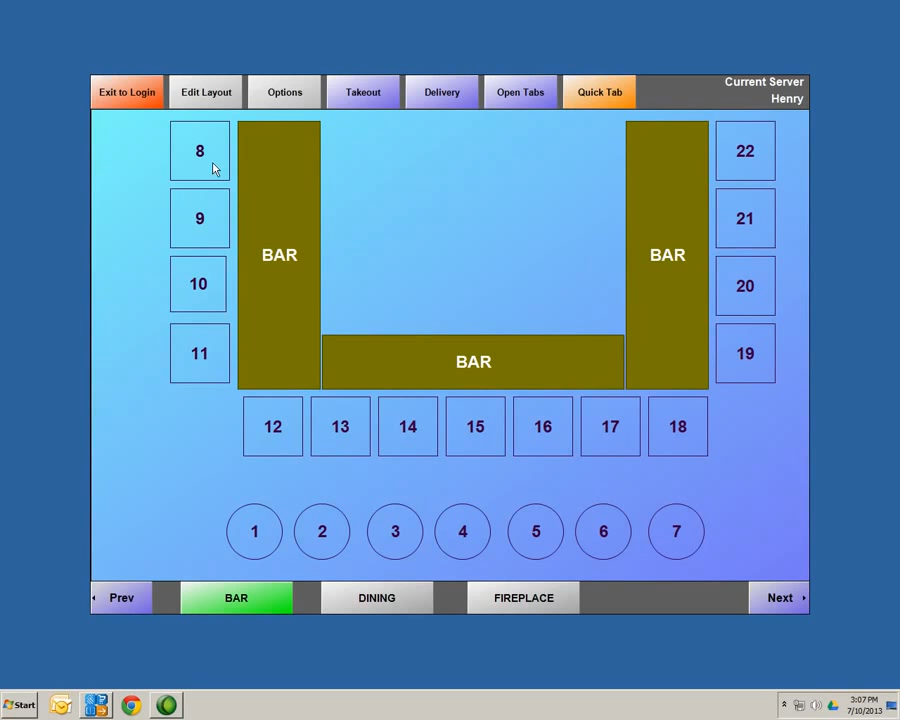 Exit to Login
Edit Layout
Options
Takeout
Delivery
Open Tabs
Quick Tab
Current Server
Henry
8
22
9
21
BAR
BAR
10
20
11
19
BAR
12
13
14
15
16
17
18
1
2
3
4
5
6
7
Prev
BAR
DINING
FIREPLACE
Next
Start
3:07 PM
7/10/2013